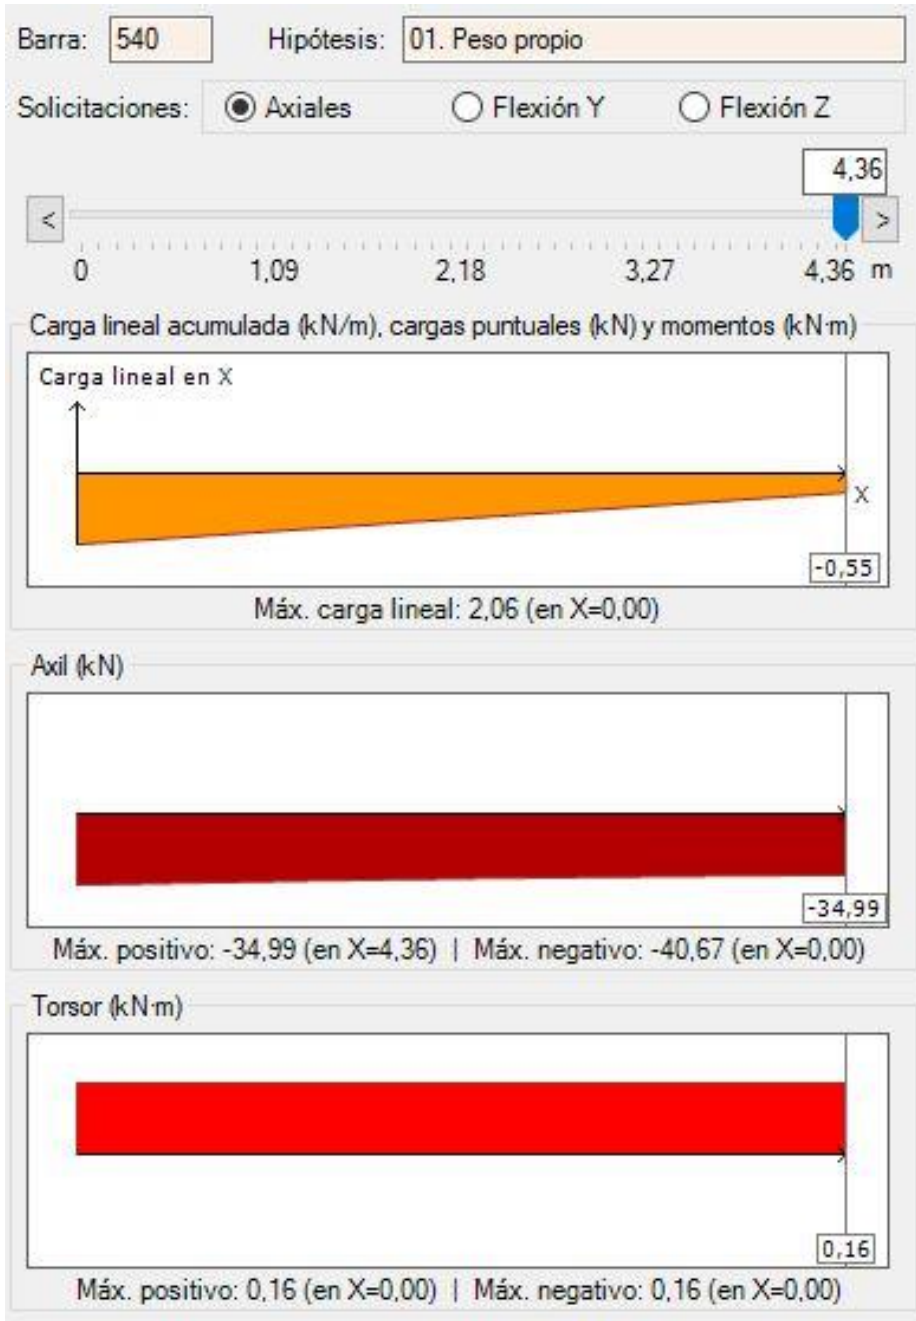 Barra: 540 Hipótesis: 01. Peso propio
Solicitaciones: Axiales Flexión Y Flexión Z
4,36
< >
0 1,09 2,18 3,27 4,36 m
Carga lineal acumulada (kN/m), cargas puntuales (kN) y momentos (kN·m)
Carga lineal en X
X
-0,55
Máx. carga lineal: 2,06 (en X=0,00)
Axil (kN)
-34,99
Máx. positivo: -34,99 (en X=4,36) | Máx. negativo: -40,67 (en X=0,00)
Torsor (kN·m)
0,16
Máx. positivo: 0,16 (en X=0,00) | Máx. negativo: 0,16 (en X=0,00)